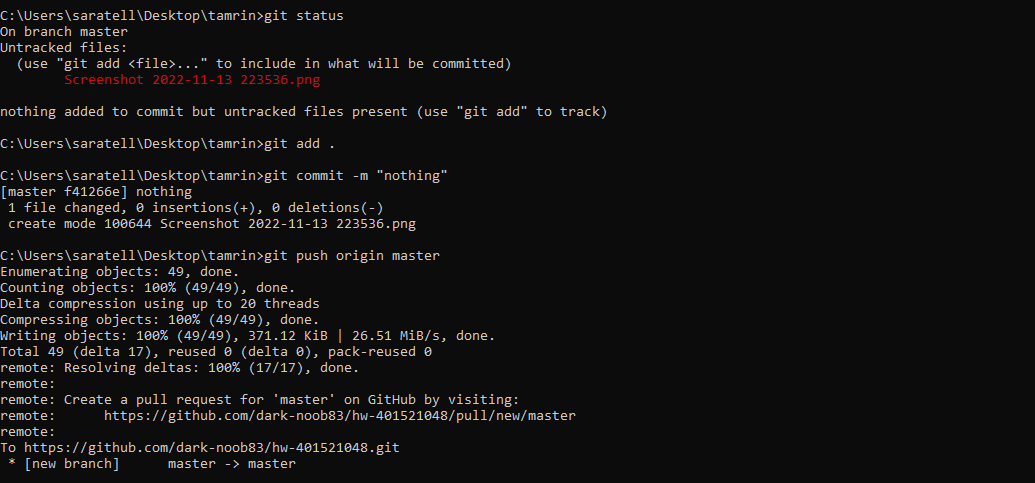 C:\Users\saratell\Desktop\tamrin>git status
On branch master
Untracked files:
  (use "git add <file>..." to include in what will be committed)
        Screenshot 2022-11-13 223536.png

nothing added to commit but untracked files present (use "git add" to track)

C:\Users\saratell\Desktop\tamrin>git add .

C:\Users\saratell\Desktop\tamrin>git commit -m "nothing"
[master f41266e] nothing
 1 file changed, 0 insertions(+), 0 deletions(-)
 create mode 100644 Screenshot 2022-11-13 223536.png

C:\Users\saratell\Desktop\tamrin>git push origin master
Enumerating objects: 49, done.
Counting objects: 100% (49/49), done.
Delta compression using up to 20 threads
Compressing objects: 100% (49/49), done.
Writing objects: 100% (49/49), 371.12 KiB | 26.51 MiB/s, done.
Total 49 (delta 17), reused 0 (delta 0), pack-reused 0
remote: Resolving deltas: 100% (17/17), done.
remote:
remote: Create a pull request for 'master' on GitHub by visiting:
remote:      https://github.com/dark-noob83/hw-401521048/pull/new/master
remote:
To https://github.com/dark-noob83/hw-401521048.git
 * [new branch]      master -> master